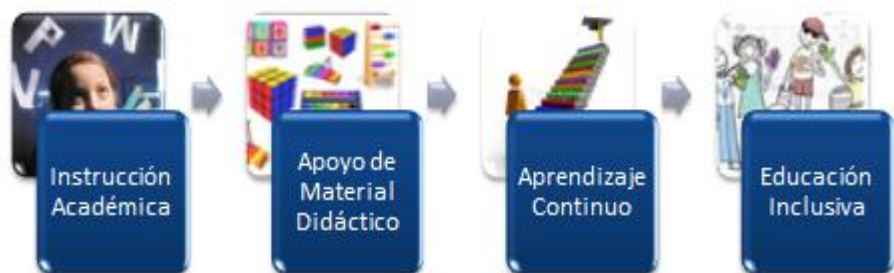 Instrucción
Académica
Apoyo de
Material
Didáctico
Aprendizaje
Continuo
Educación
Inclusiva